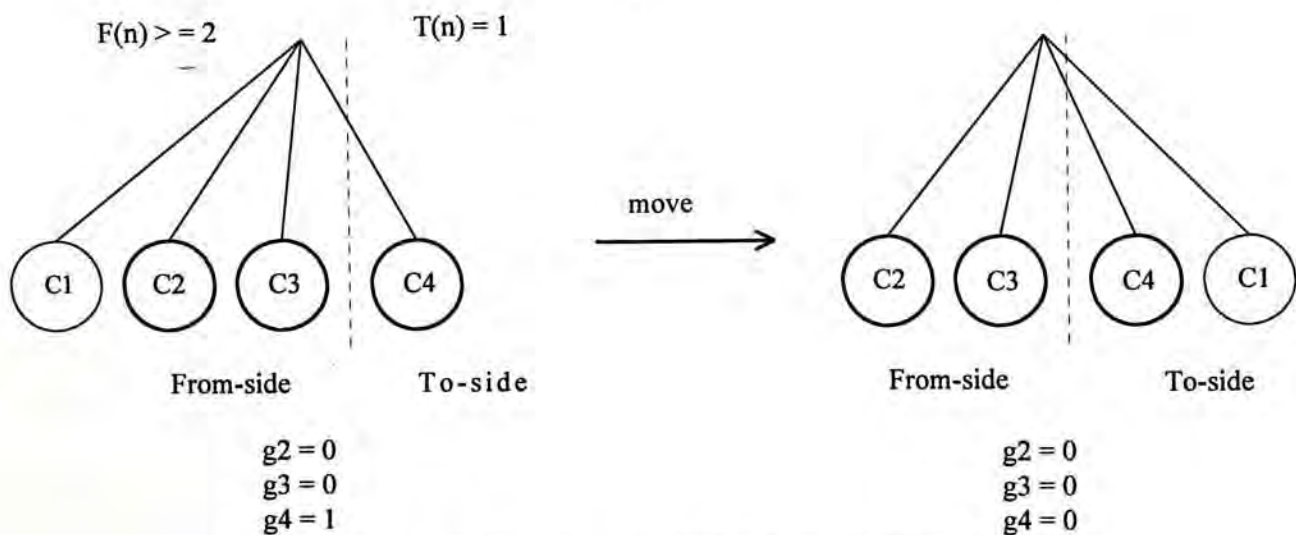 F(n) > = 2 T(n) = 1
move
C1 C2 C3 C4 C2 C3 C4 C1
From-side To-side From-side To-side
g2 = 0 g2 = 0
g3 = 0 g3 = 0
g4 = 1 g4 = 0